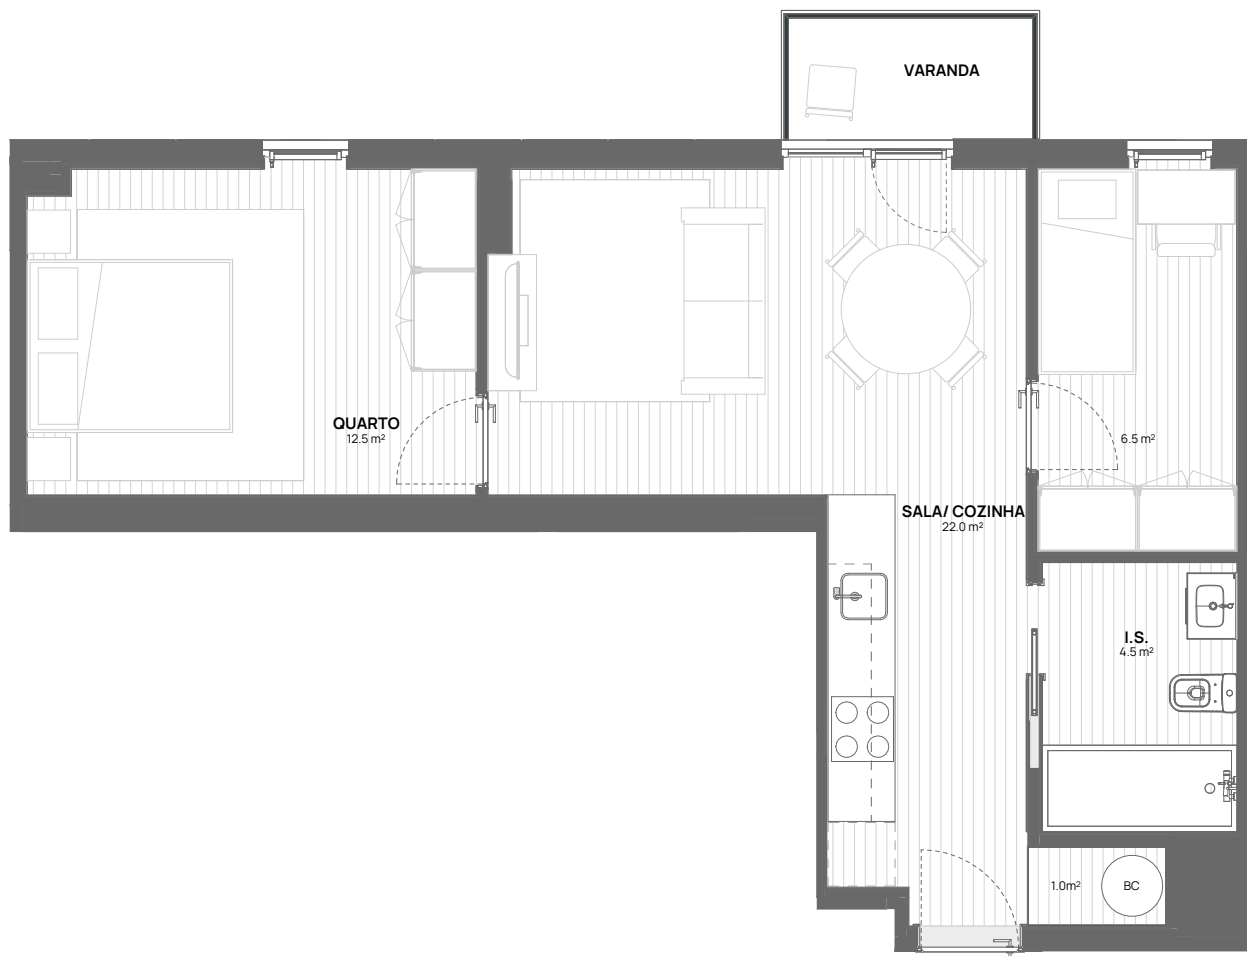 VARANDA
QUARTO
12.5 m²
6.5 m²
SALA/ COZINHA
22.0 m²
I.S.
4.5 m²
1.0m²
BC